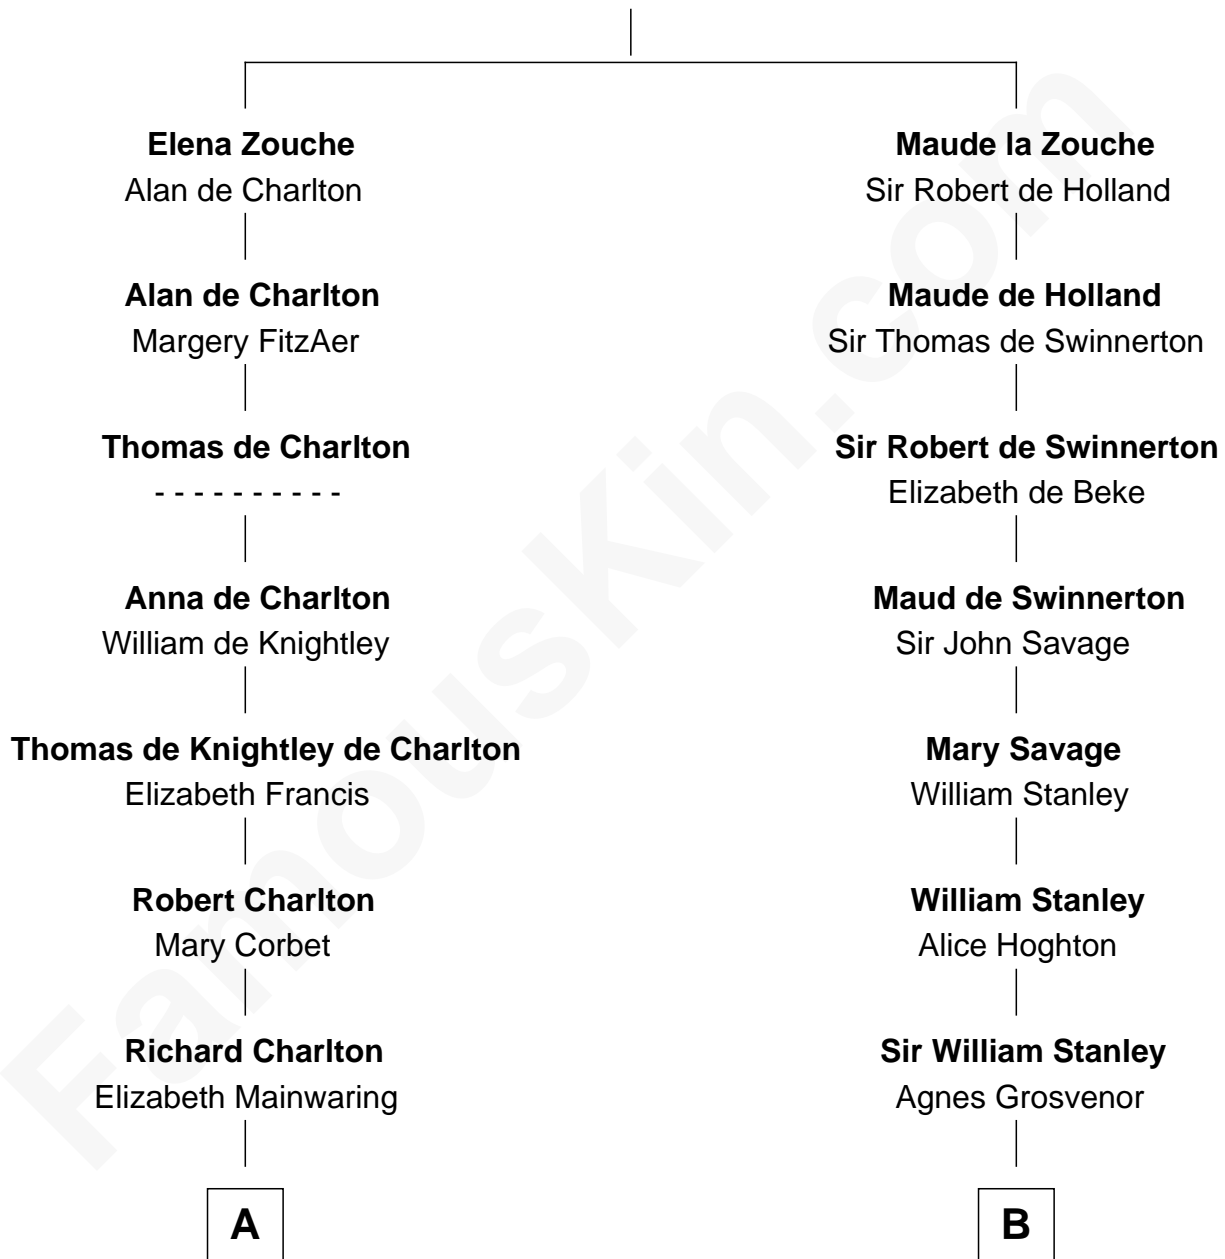 Elena Zouche
Alan de Charlton
Alan de Charlton
Margery FitzAer
Thomas de Charlton
- - - - - - - - - -
Anna de Charlton
William de Knightley
Thomas de Knightley de Charlton
Elizabeth Francis
Robert Charlton
Mary Corbet
Richard Charlton
Elizabeth Mainwaring
A
Maude la Zouche
Sir Robert de Holland
Maude de Holland
Sir Thomas de Swinnerton
Sir Robert de Swinnerton
Elizabeth de Beke
Maud de Swinnerton
Sir John Savage
Mary Savage
William Stanley
William Stanley
Alice Hoghton
Sir William Stanley
Agnes Grosvenor
B
FamousKin.com